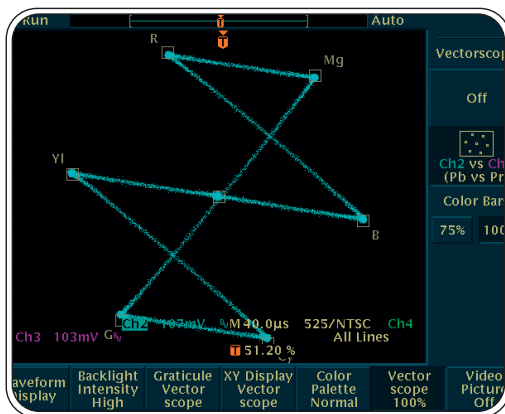 Run Auto
T
T
R
Mg
Vectorscop
Off
Yl
Ch2 vs Ch
(Pb vs Pr
Color Bar
B
75% 100
G Ch2 107mV M 40.0µs 525/NTSC Ch4
Ch3 103mV All Lines
T 51.20 %
aveform
Display
Backlight
Intensity
High
Graticule
Vector
scope
XY Display
Vector
scope
Color
Palette
Normal
Vector
scope
100%
Video
Picture
Off